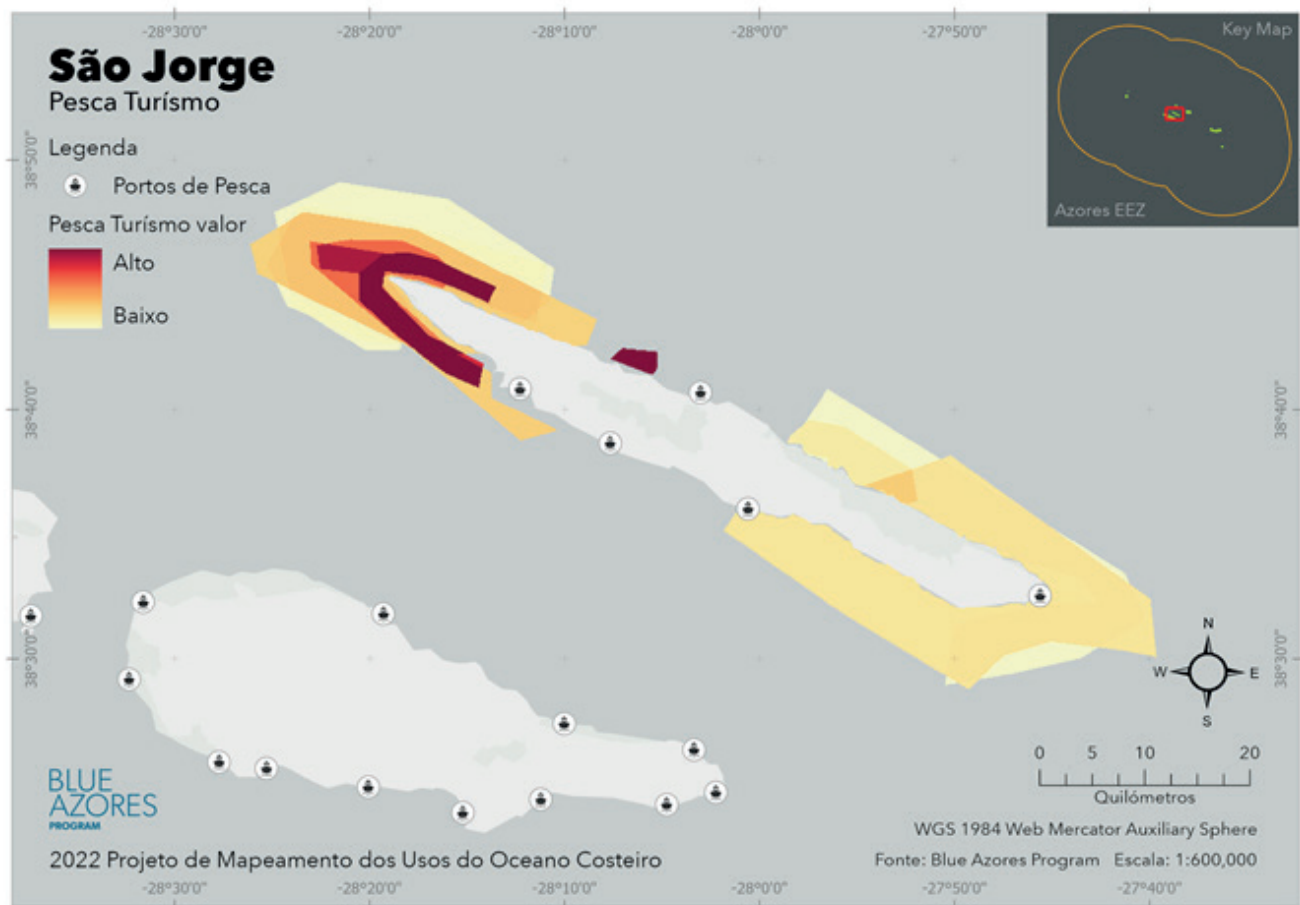 -28°30'0" -28°20'0" -28°10'0" -28°0'0" -27°50'0"
São Jorge
Pesca Turísmo
Legenda
Portos de Pesca
Pesca Turísmo valor
Alto
Baixo
Key Map
Azores EEZ
38°50'0"
38°40'0" 38°40'0"
38°30'0" 38°30'0"
N
W E
S
0 5 10 20
Quilómetros
BLUE
AZORES
PROGRAM
WGS 1984 Web Mercator Auxiliary Sphere
2022 Projeto de Mapeamento dos Usos do Oceano Costeiro
Fonte: Blue Azores Program Escala: 1:600,000
-28°30'0" -28°20'0" -28°10'0" -28°0'0" -27°50'0" -27°40'0"